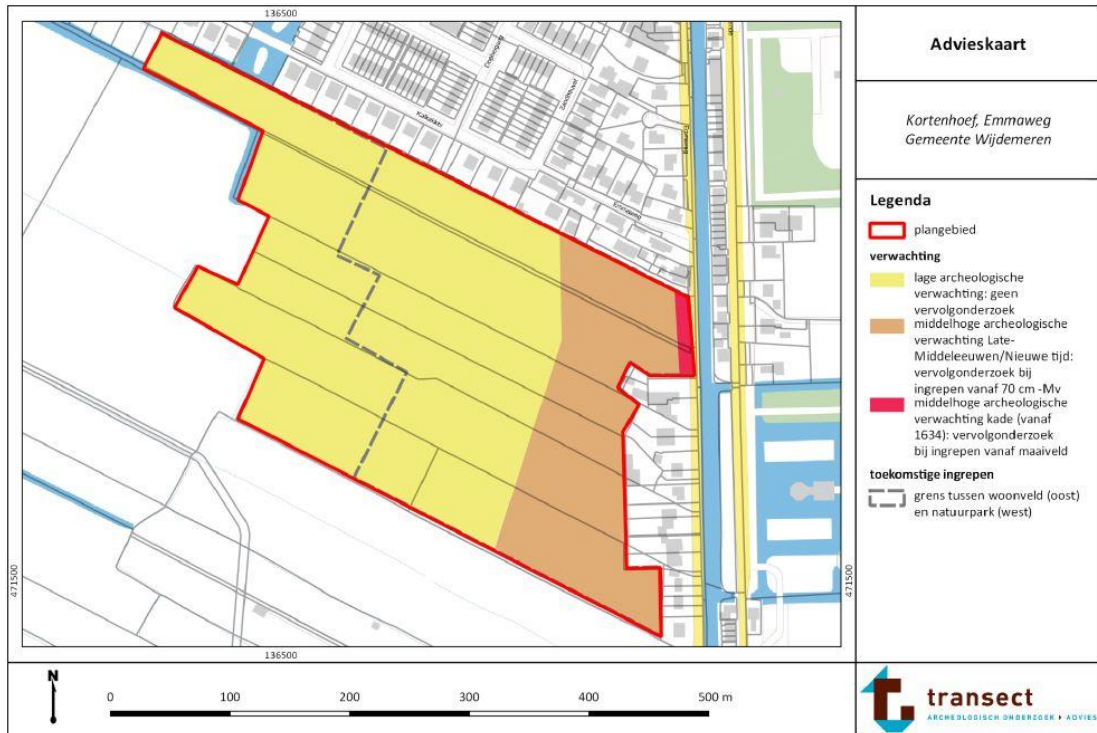 136500
Advieskaart
Kortenhoef, Emmaweg
Gemeente Wijdemeren
Legenda
plangebied
verwachting
lage archeologische
verwachting: geen
vervolgonderzoek
middelhoge archeologische
verwachting Late-
Middeleeuwen/Nieuwe tijd:
vervolgonderzoek bij
ingrepen vanaf 70 cm -Mv
middelhoge archeologische
verwachting kade (vanaf
1634): vervolgonderzoek
bij ingrepen vanaf maaiveld
toekomstige ingrepen
grens tussen woonveld (oost)
en natuurpark (west)
Emmaweg
471500
471500
136500
N
0 100 200 300 400 500 m
transect
ARCHEOLOGISCH ONDERZOEK ▸ ADVIES